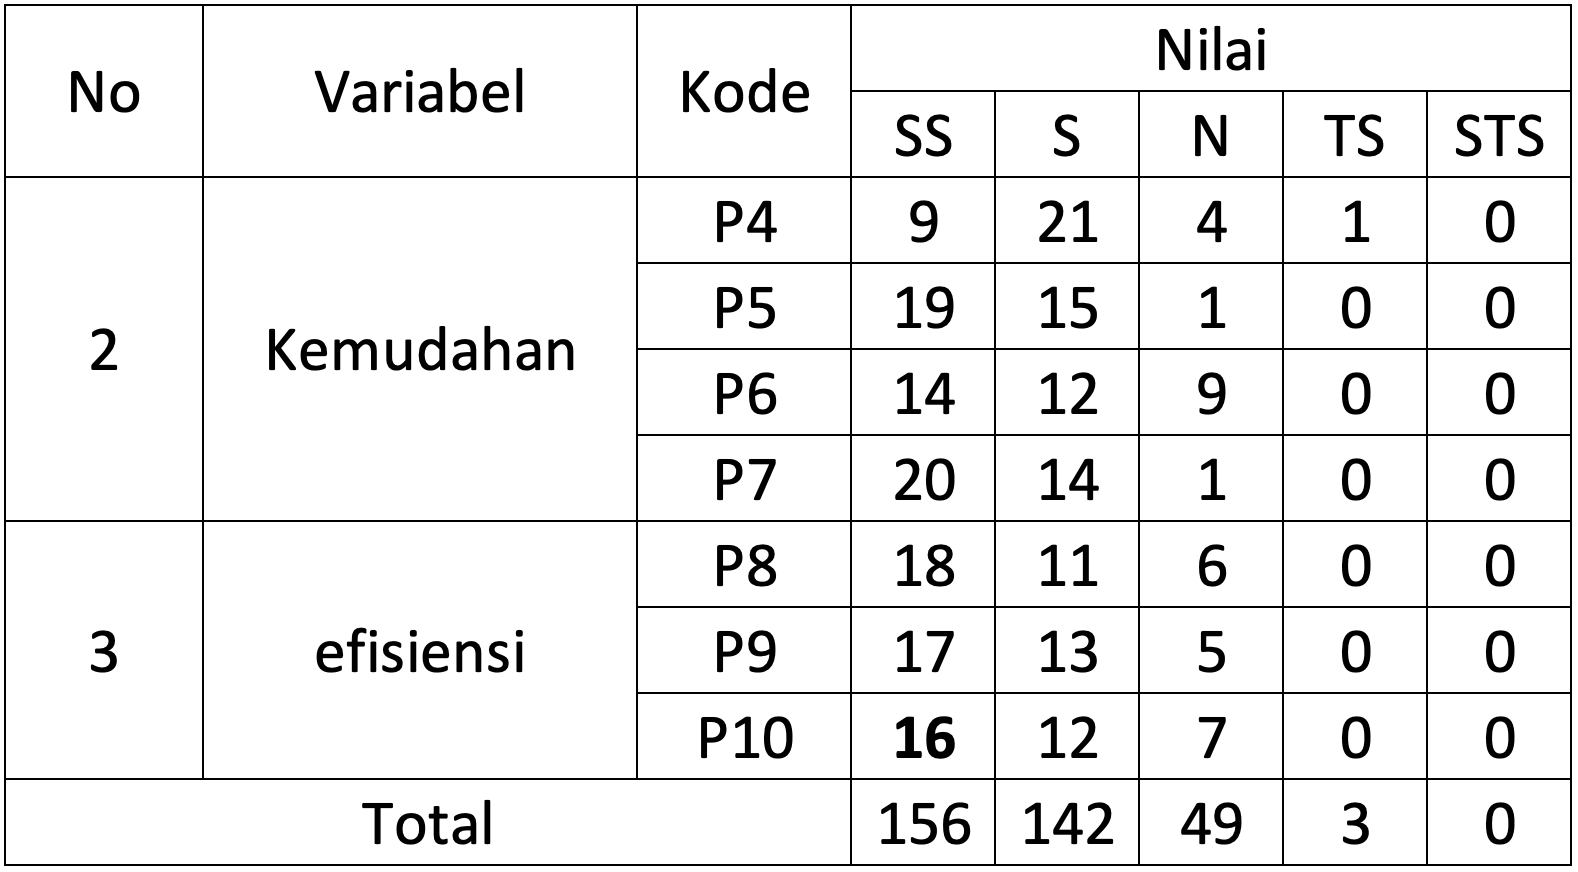 No Variabel Kode Nilai
SS S N TS STS
2 Kemudahan P4 9 21 4 1 0
P5 19 15 1 0 0
P6 14 12 9 0 0
P7 20 14 1 0 0
3 efisiensi P8 18 11 6 0 0
P9 17 13 5 0 0
P10 16 12 7 0 0
Total 156 142 49 3 0